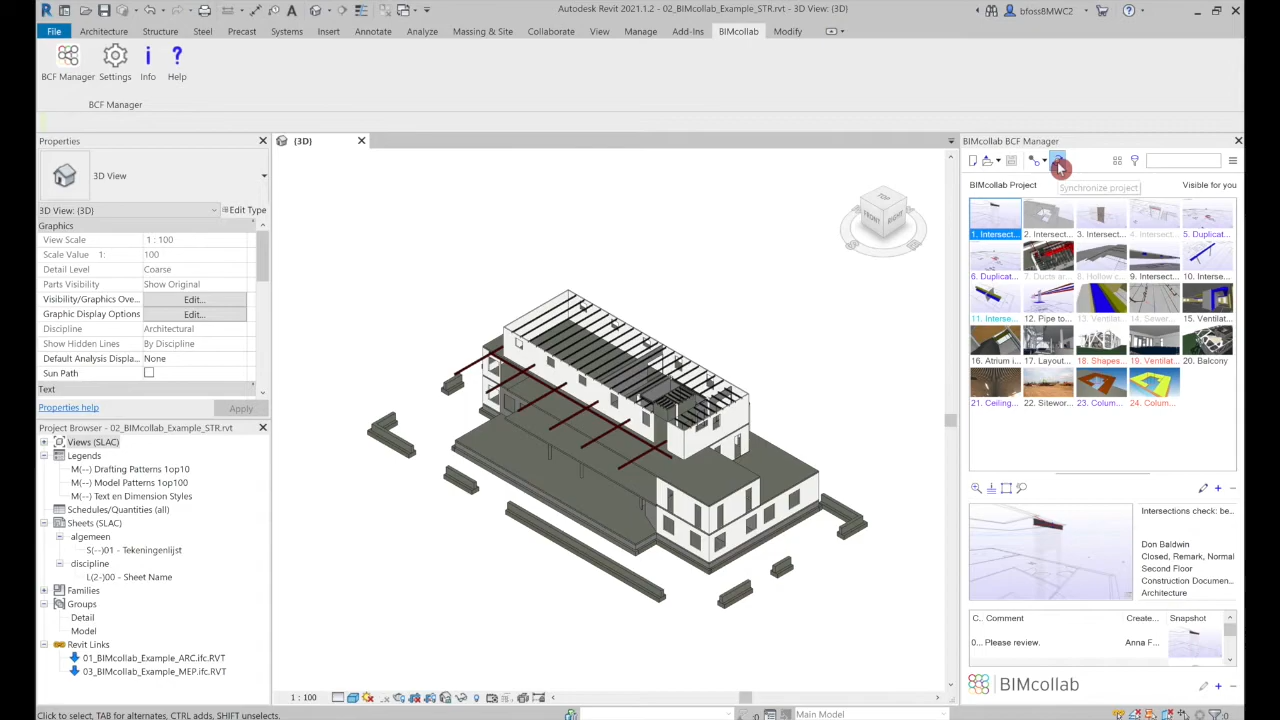 Autodesk Revit 2021.1.2 - 02_BIMcollab_Example_STR.rvt - 3D View: (3D)
bfossBMWC2
File Architecture Structure Steel Precast Systems Insert Annotate Analyze Massing & Site Collaborate View Manage Add-Ins BIMcollab Modify
BCF Manager Settings Info Help
BCF Manager
Properties
(3D)
BIMcollab BCF Manager
3D View
Synchronize project
BIMcollab Project
Visible for you
3D View: (3D)
Edit Type
Graphics
View Scale 1 : 100
Scale Value 1: 100
Detail Level Coarse
Parts Visibility Show Original
Visibility/Graphics Ove... Edit...
Graphic Display Options Edit...
Discipline Architectural
Show Hidden Lines By Discipline
Default Analysis Displa... None
Sun Path
Text
Properties help
Apply
TOP
FRONT
RIGHT
1. Intersect... 2. Intersect... 3. Intersect... 4. Intersect... 5. Duplicat...
6. Duplicat... 7. Ducts ar... 8. Hollow c... 9. Intersect... 10. Interse...
11. Interse... 12. Pipe to... 13. Ventilat... 14. Sewer... 15. Ventilat...
16. Atrium i... 17. Layout... 18. Shapes... 19. Ventilat... 20. Balcony
21. Ceiling... 22. Sitewor... 23. Colum... 24. Colum...
Project Browser - 02_BIMcollab_Example_STR.rvt
Views (SLAC)
Legends
M(--) Drafting Patterns 1op10
M(--) Model Patterns 1op100
M(--) Text en Dimension Styles
Schedules/Quantities (all)
Sheets (SLAC)
algemeen
S(--)01 - Tekeningenlijst
discipline
L(2-)00 - Sheet Name
Families
Groups
Detail
Model
Revit Links
01_BIMcollab_Example_ARC.ifc.RVT
03_BIMcollab_Example_MEP.ifc.RVT
Intersections check: be...
Don Baldwin
Closed, Remark, Normal
Second Floor
Construction Documen...
Architecture
C.. Comment Create... Snapshot
0... Please review. Anna F...
BIMcollab
1 : 100
Click to select, TAB for alternates, CTRL adds, SHIFT unselects.
:0
Main Model
:0